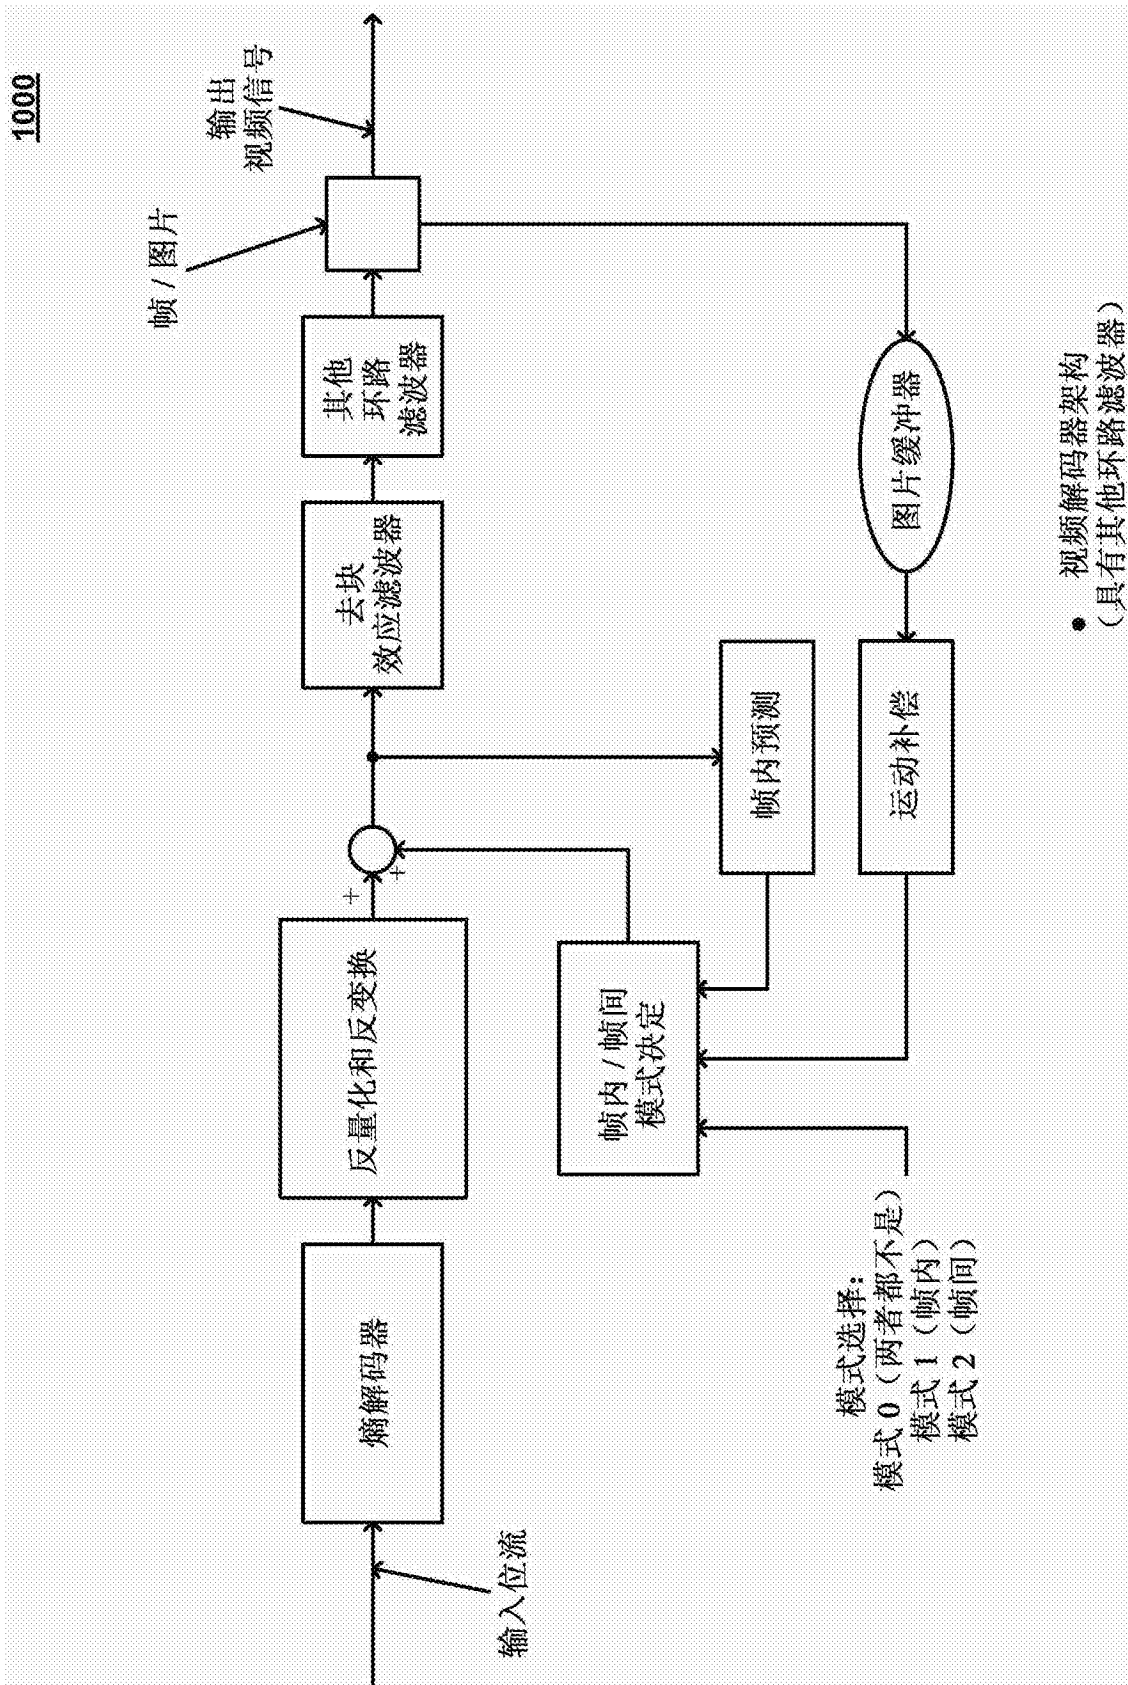 1000
输出
视频信号
帧 / 图片
其他
环路
滤波器
去块
效应滤波器
+
+
反量化和反变换
熵解码器
输入位流
帧内 / 帧间
模式决定
帧内预测
运动补偿
图片缓冲器
模式选择：
模式 0（两者都不是）
模式 1（帧内）
模式 2（帧间）
● 视频解码器架构
（具有其他环路滤波器）